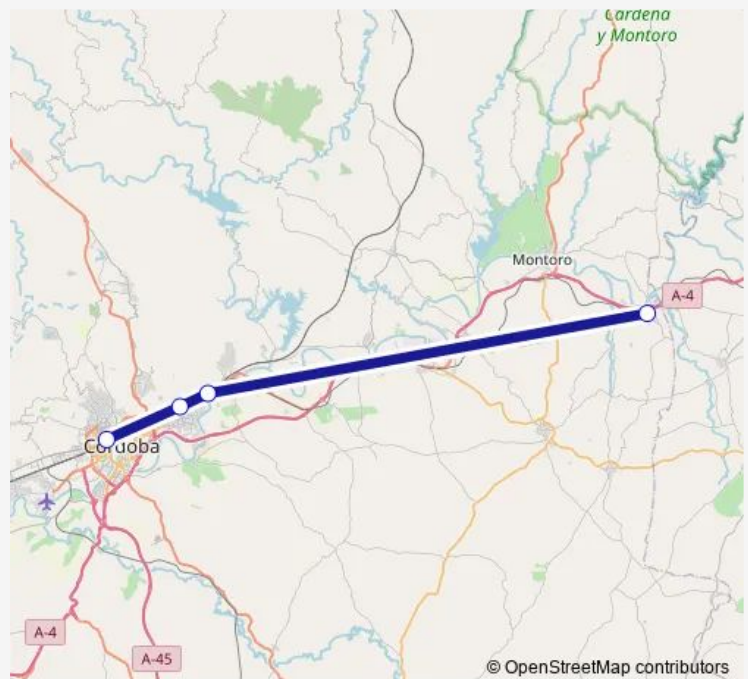 Cardena
y Montoro
Montoro
A-4
Córdoba
A-4
A-45
© OpenStreetMap contributors